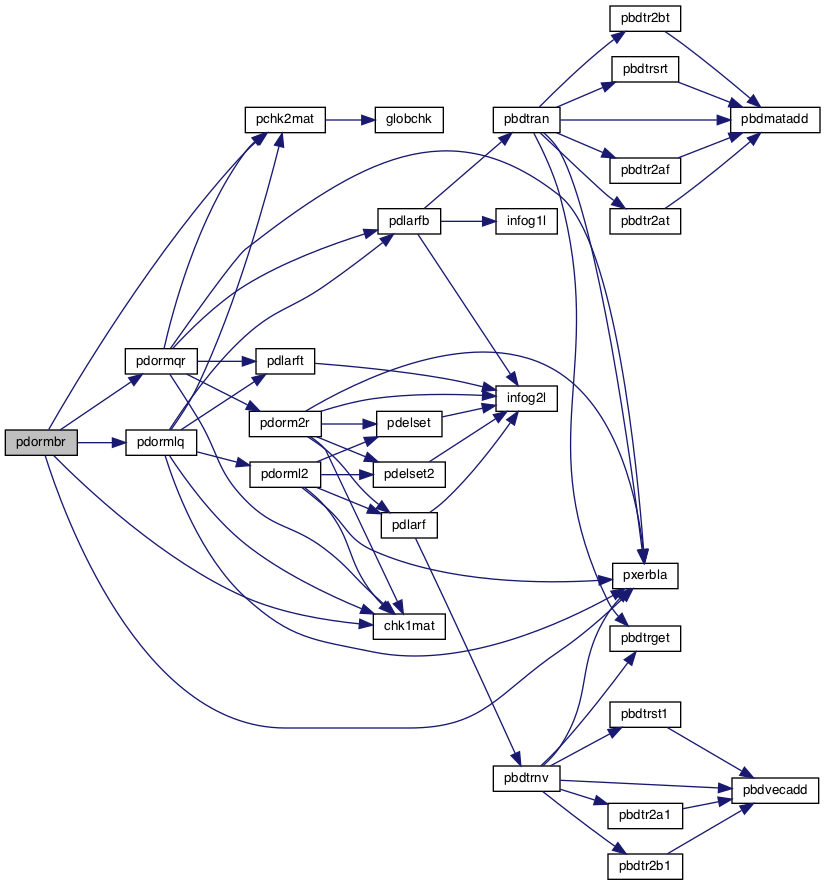 pbdtr2bt
pbdtrsrt
pchk2mat
globchk
pbdtran
pbdmatadd
pbdtr2af
pdlarfb
infog1l
pbdtr2at
pdormqr
pdlarft
infog2l
pdorm2r
pdelset
pdormbr
pdormlq
pdorml2
pdelset2
pdlarf
pxerbla
chk1mat
pbdtrget
pbdtrst1
pbdtrnv
pbdvecadd
pbdtr2a1
pbdtr2b1